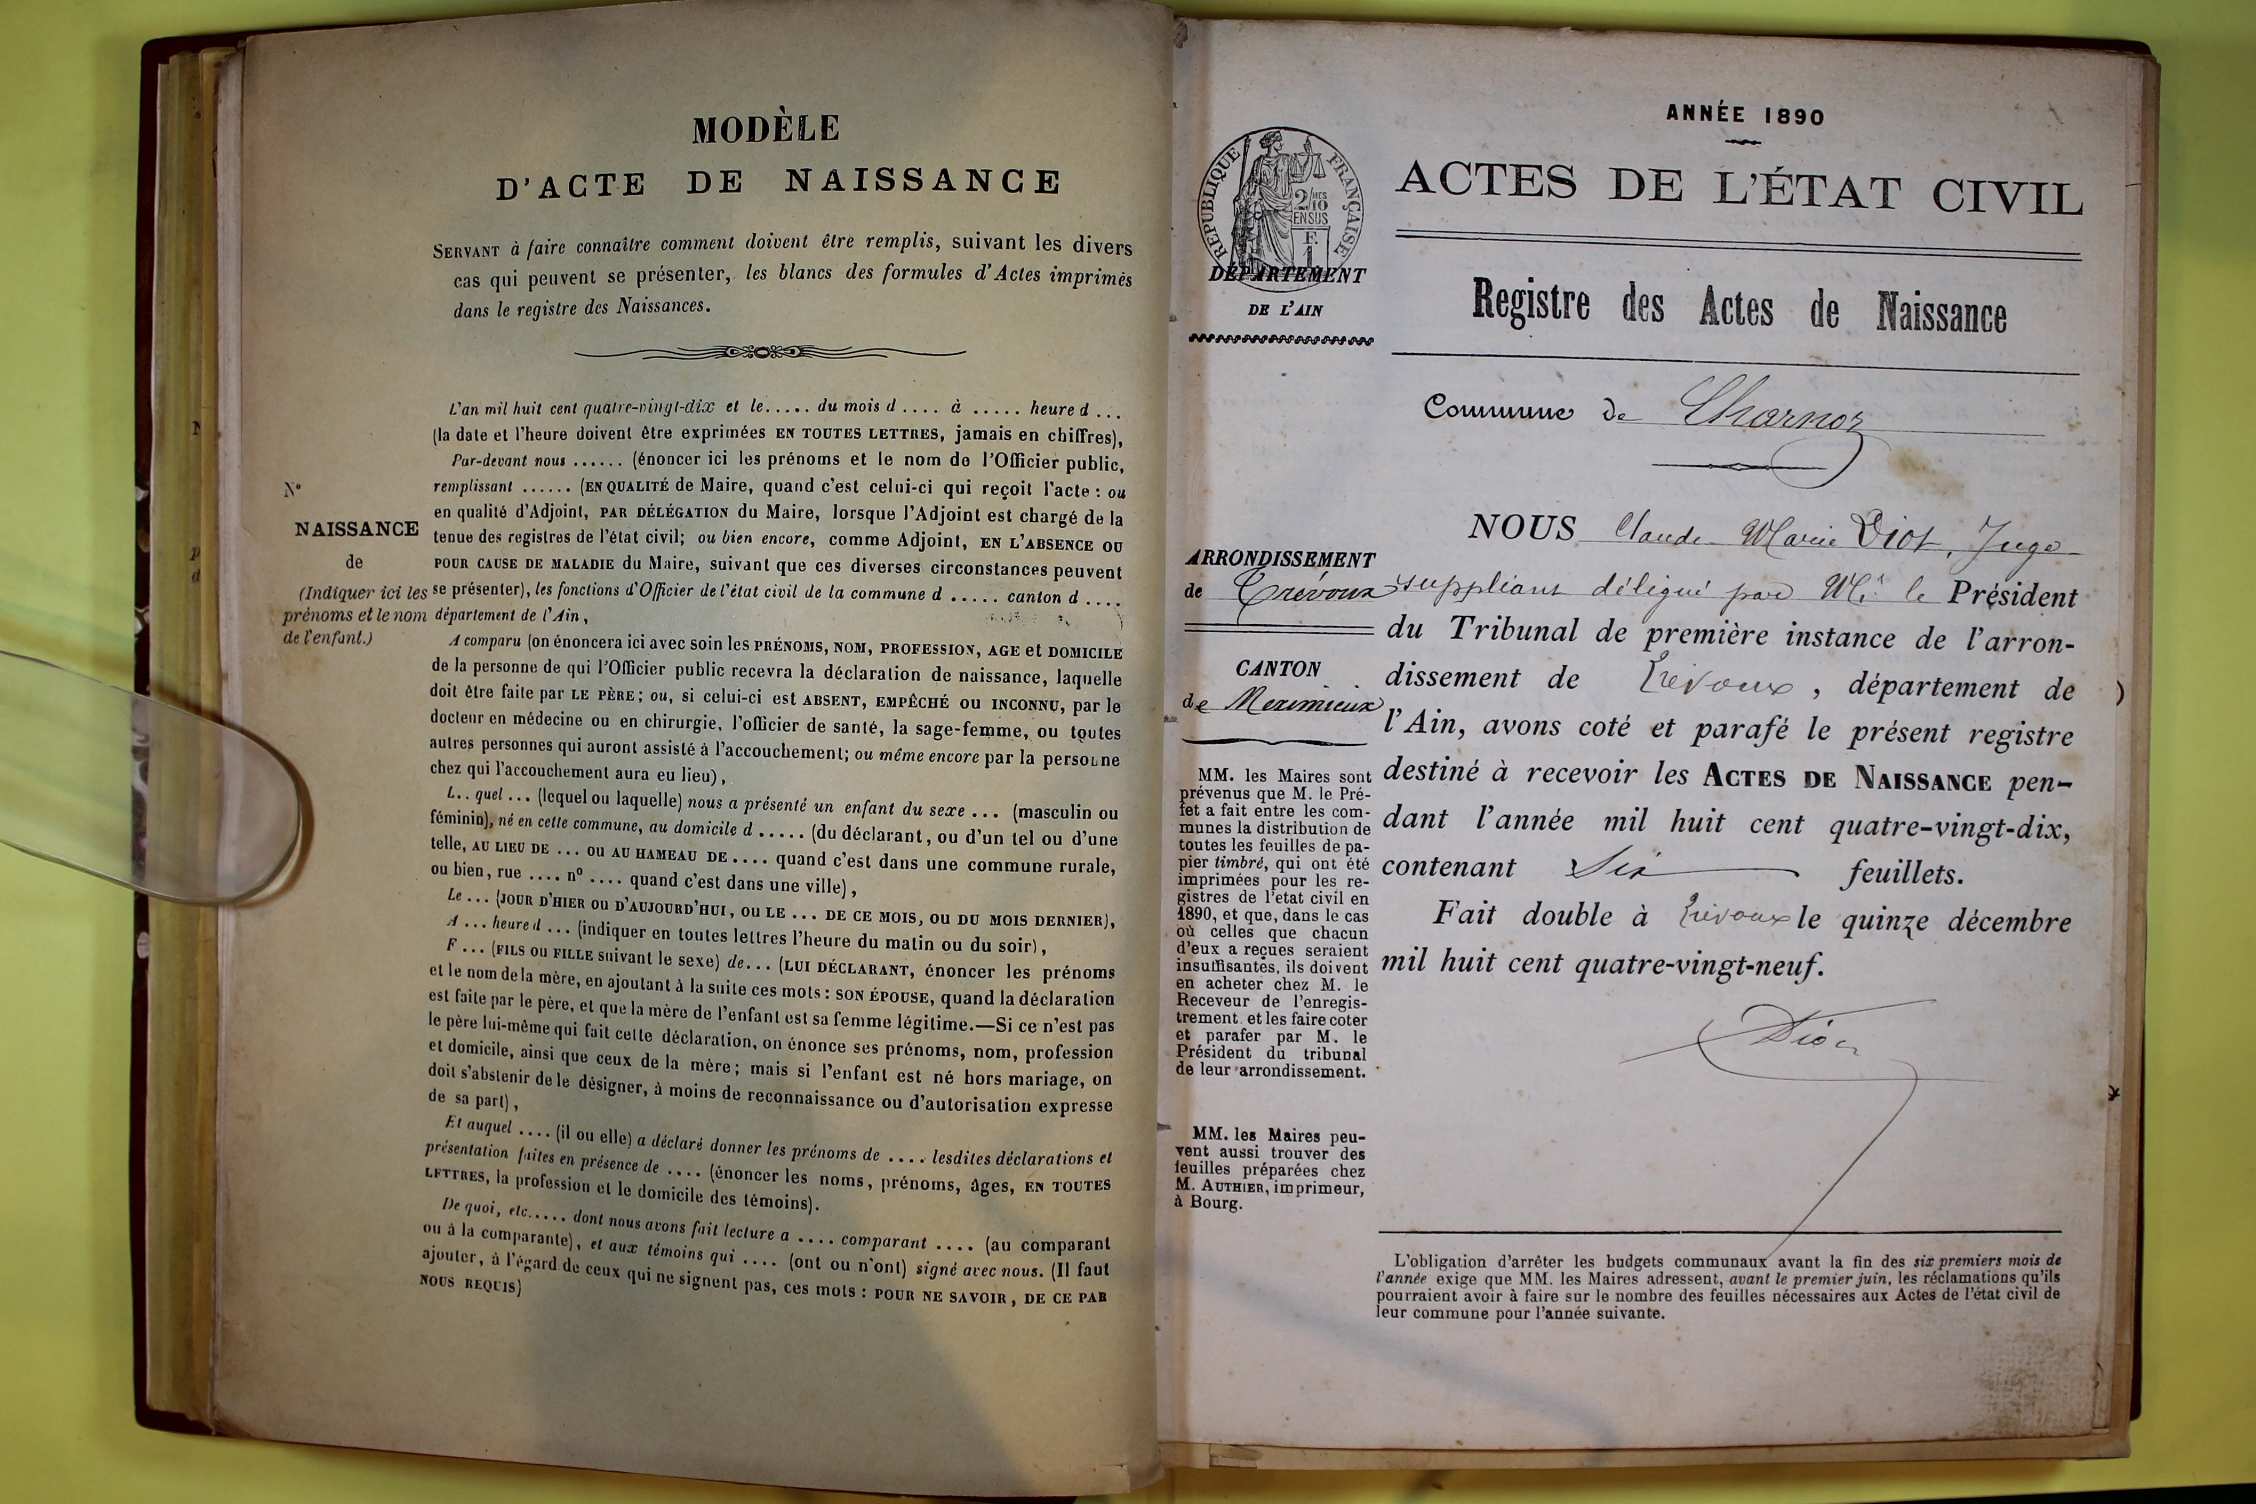 MODÈLE
D'ACTE DE NAISSANCE
SERVANT à faire connaître comment doivent être remplis, suivant les divers
cas qui peuvent se présenter, les blancs des formules d'Actes imprimés
dans le registre des Naissances.
L'an mil huit cent quatre-vingt-dix et le..... du mois d .... à ..... heure d ...
(la date et l'heure doivent être exprimées EN TOUTES LETTRES, jamais en chiffres),
Par-devant nous ...... (énoncer ici les prénoms et le nom de l'Officier public,
remplissant ...... (EN QUALITÉ de Maire, quand c'est celui-ci qui reçoit l'acte : ou
en qualité d'Adjoint, PAR DÉLÉGATION du Maire, lorsque l'Adjoint est chargé de la
tenue des registres de l'état civil; ou bien encore, comme Adjoint, EN L'ABSENCE OU
POUR CAUSE DE MALADIE du Maire, suivant que ces diverses circonstances peuvent
se présenter), les fonctions d'Officier de l'état civil de la commune d ..... canton d ....
département de l'Ain,
N°
NAISSANCE
de
(Indiquer ici les
prénoms et le nom
de l'enfant.)
A comparu (on énoncera ici avec soin les PRÉNOMS, NOM, PROFESSION, AGE et DOMICILE
de la personne de qui l'Officier public recevra la déclaration de naissance, laquelle
doit être faite par LE PÈRE; ou, si celui-ci est ABSENT, EMPÊCHÉ OU INCONNU, par le
docteur en médecine ou en chirurgie, l'officier de santé, la sage-femme, ou toutes
autres personnes qui auront assisté à l'accouchement; ou même encore par la personne
chez qui l'accouchement aura eu lieu),
L.. quel ... (lequel ou laquelle) nous a présenté un enfant du sexe ... (masculin ou
féminin), né en cette commune, au domicile d ..... (du déclarant, ou d'un tel ou d'une
telle, AU LIEU DE ... OU AU HAMEAU DE .... quand c'est dans une commune rurale,
ou bien, rue .... n° .... quand c'est dans une ville),
Le ... (JOUR D'HIER OU D'AUJOURD'HUI, OU LE ... DE CE MOIS, OU DU MOIS DERNIER),
A ... heure d ... (indiquer en toutes lettres l'heure du matin ou du soir),
F ... (FILS OU FILLE suivant le sexe) de... (LUI DÉCLARANT, énoncer les prénoms
et le nom de la mère, en ajoutant à la suite ces mots : SON ÉPOUSE, quand la déclaration
est faite par le père, et que la mère de l'enfant est sa femme légitime.—Si ce n'est pas
le père lui-même qui fait cette déclaration, on énonce ses prénoms, nom, profession
et domicile, ainsi que ceux de la mère; mais si l'enfant est né hors mariage, on
doit s'abstenir de le désigner, à moins de reconnaissance ou d'autorisation expresse
de sa part),
Et auquel .... (il ou elle) a déclaré donner les prénoms de .... lesdites déclarations et
présentation faites en présence de .... (énoncer les noms, prénoms, âges, EN TOUTES
LETTRES, la profession et le domicile des témoins).
De quoi, etc..... dont nous avons fait lecture a .... comparant .... (au comparant
ou à la comparante), et aux témoins qui .... (ont ou n'ont) signé avec nous. (Il faut
ajouter, à l'égard de ceux qui ne signent pas, ces mots : POUR NE SAVOIR, DE CE PAR
NOUS REQUIS)
ANNÉE 1890
ACTES DE L'ÉTAT CIVIL
RÉPUBLIQUE FRANÇAISE
2/10 MES
EN SUS
F.
1
DÉPARTEMENT
DE L'AIN
Registre des Actes de Naissance
Commune de Charnoz
ARRONDISSEMENT
de Trévoux
CANTON
de Meximieux
MM. les Maires sont
prévenus que M. le Pré-
fet a fait entre les com-
munes la distribution de
toutes les feuilles de pa-
pier timbré, qui ont été
imprimées pour les re-
gistres de l'état civil en
1890, et que, dans le cas
où celles que chacun
d'eux a reçues seraient
insuffisantes, ils doivent
en acheter chez M. le
Receveur de l'enregis-
trement et les faire coter
et parafer par M. le
Président du tribunal
de leur arrondissement.
MM. les Maires peu-
vent aussi trouver des
feuilles préparées chez
M. AUTHIER, imprimeur,
à Bourg.
NOUS Claude Marie Diot, Juge
suppléant délégué par Mr. le Président
du Tribunal de première instance de l'arron-
dissement de Trévoux, département de
l'Ain, avons coté et parafé le présent registre
destiné à recevoir les ACTES DE NAISSANCE pen-
dant l'année mil huit cent quatre-vingt-dix,
contenant Six feuillets.
Fait double à Trévoux le quinze décembre
mil huit cent quatre-vingt-neuf.
Diot
L'obligation d'arrêter les budgets communaux avant la fin des six premiers mois de
l'année exige que MM. les Maires adressent, avant le premier juin, les réclamations qu'ils
pourraient avoir à faire sur le nombre des feuilles nécessaires aux Actes de l'état civil de
leur commune pour l'année suivante.